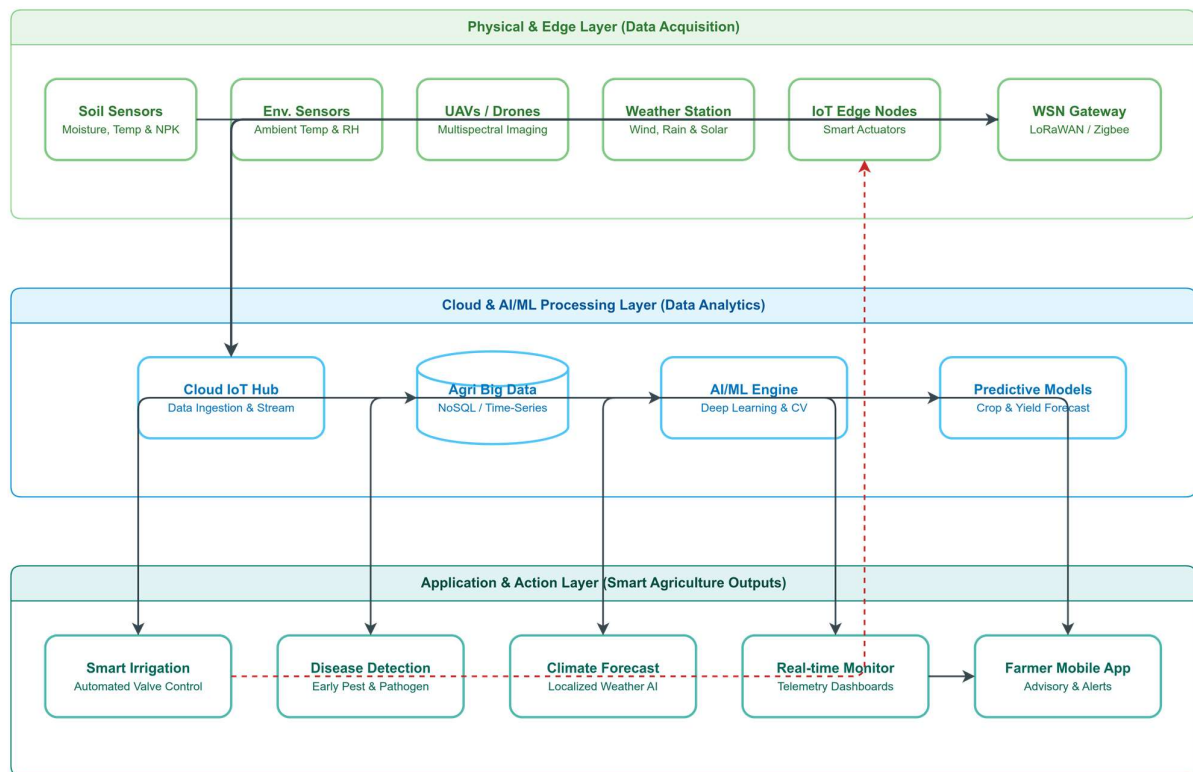 Physical & Edge Layer (Data Acquisition)
Soil Sensors
Moisture, Temp & NPK
Env. Sensors
Ambient Temp & RH
UAVs / Drones
Multispectral Imaging
Weather Station
Wind, Rain & Solar
IoT Edge Nodes
Smart Actuators
WSN Gateway
LoRaWAN / Zigbee
Cloud & AI/ML Processing Layer (Data Analytics)
Cloud IoT Hub
Data Ingestion & Stream
Agri Big Data
NoSQL / Time-Series
AI/ML Engine
Deep Learning & CV
Predictive Models
Crop & Yield Forecast
Application & Action Layer (Smart Agriculture Outputs)
Smart Irrigation
Automated Valve Control
Disease Detection
Early Pest & Pathogen
Climate Forecast
Localized Weather AI
Real-time Monitor
Telemetry Dashboards
Farmer Mobile App
Advisory & Alerts